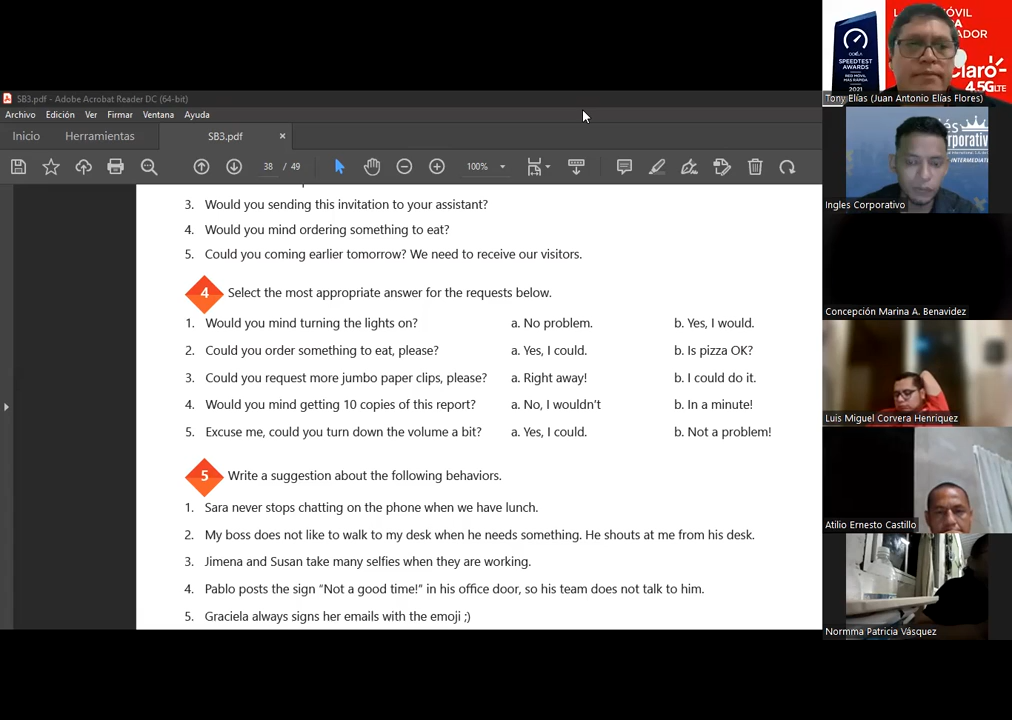 SB3.pdf - Adobe Acrobat Reader DC (64-bit)
Archivo Edición Ver Firmar Ventana Ayuda
Inicio Herramientas SB3.pdf ×
38 / 49 100%
3. Would you sending this invitation to your assistant?
4. Would you mind ordering something to eat?
5. Could you coming earlier tomorrow? We need to receive our visitors.
4 Select the most appropriate answer for the requests below.
1. Would you mind turning the lights on? a. No problem. b. Yes, I would.
2. Could you order something to eat, please? a. Yes, I could. b. Is pizza OK?
3. Could you request more jumbo paper clips, please? a. Right away! b. I could do it.
4. Would you mind getting 10 copies of this report? a. No, I wouldn't b. In a minute!
5. Excuse me, could you turn down the volume a bit? a. Yes, I could. b. Not a problem!
5 Write a suggestion about the following behaviors.
1. Sara never stops chatting on the phone when we have lunch.
2. My boss does not like to walk to my desk when he needs something. He shouts at me from his desk.
3. Jimena and Susan take many selfies when they are working.
4. Pablo posts the sign “Not a good time!” in his office door, so his team does not talk to him.
5. Graciela always signs her emails with the emoji ;)
SPEEDTEST
AWARDS
2021
Claro
4.5G LTE
Tony Elías (Juan Antonio Elías Flores)
INTERMEDIATE
Ingles Corporativo
Concepción Marina A. Benavidez
Luis Miguel Corvera Henriquez
Atilio Ernesto Castillo
Normma Patricia Vásquez